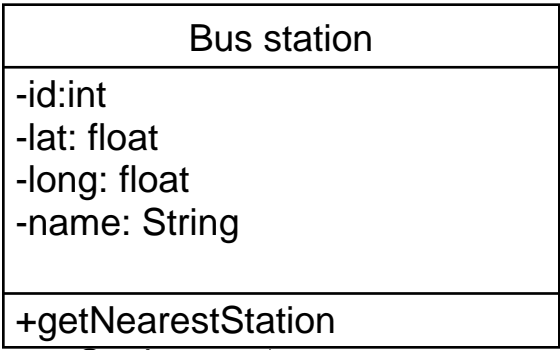 Bus station
-id:int
-lat: float
-long: float
-name: String
+getNearestStation